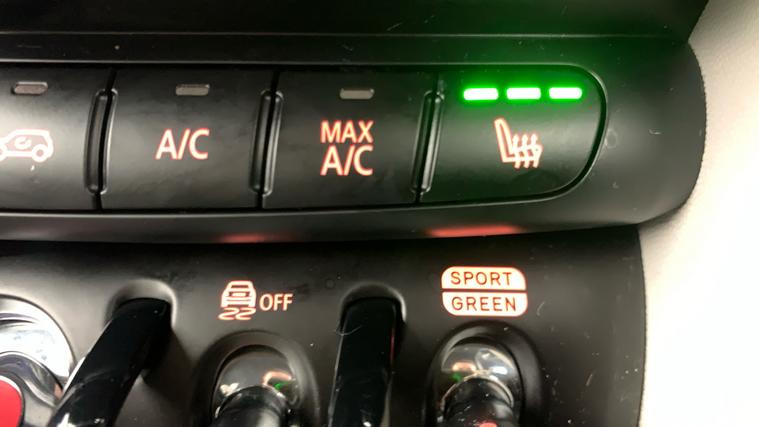 A/C
MAX
A/C
OFF
SPORT
GREEN